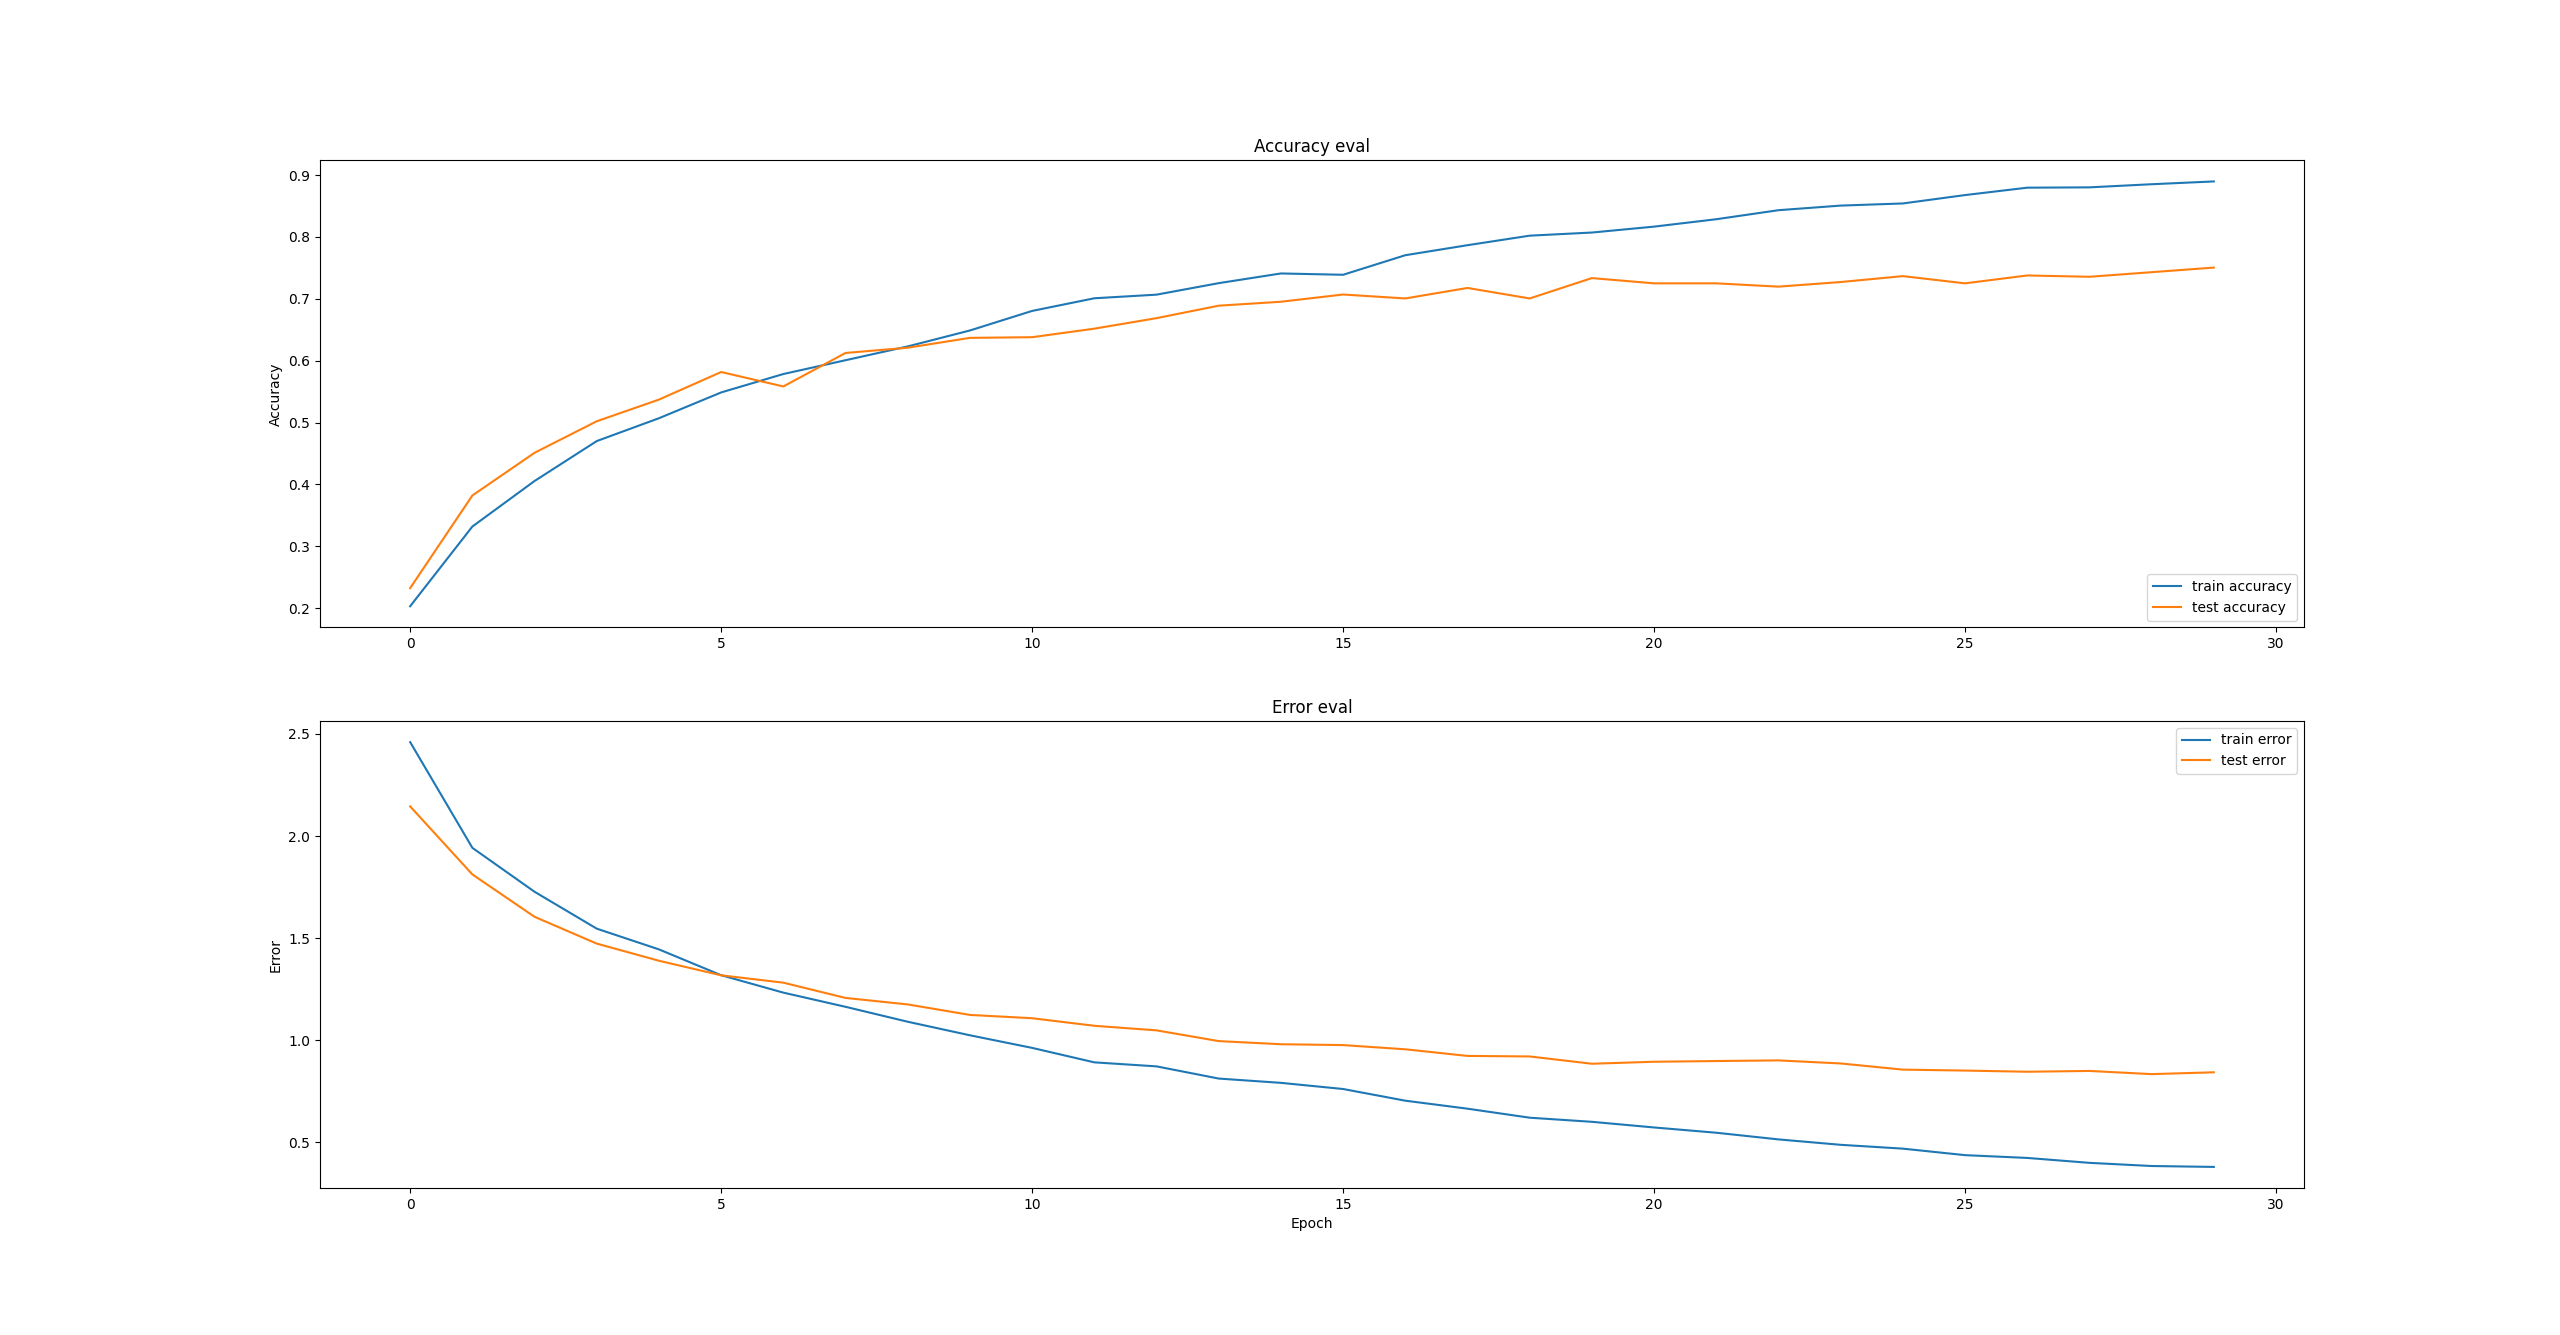 Accuracy eval
0.9
0.8
0.7
0.6
0.5
0.4
0.3
0.2
Accuracy
train accuracy
test accuracy
0 5 10 15 20 25 30
Error eval
2.5
2.0
1.5
1.0
0.5
Error
train error
test error
0 5 10 15 20 25 30
Epoch